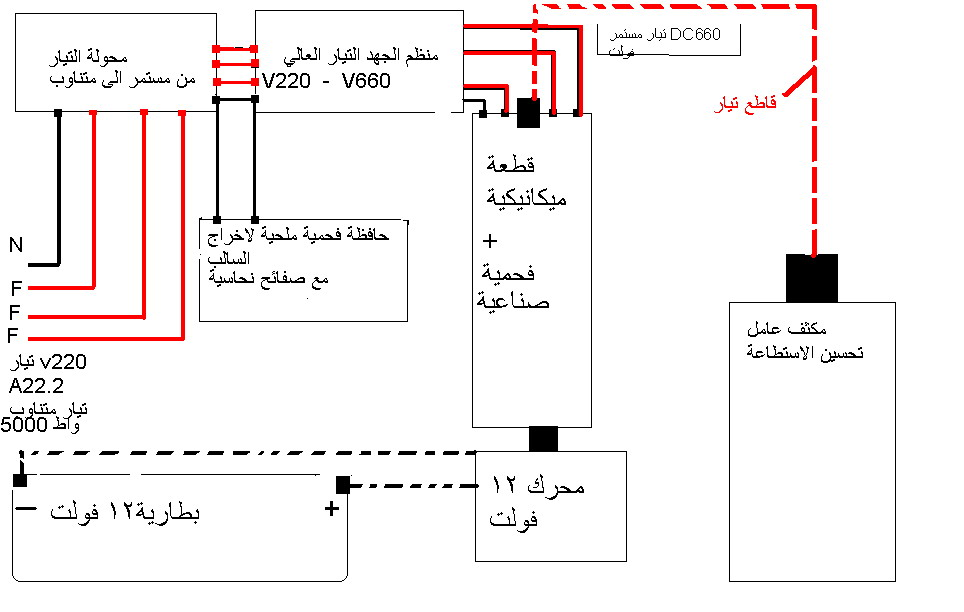 محولة التيار
من مستمر الى متناوب
منظم الجهد التيار العالي
V220 - V660
DC660 تيار مستمر
فولت
قاطع تيار
قطعة
ميكانيكية
+
فحمية
صناعية
حافظة فحمية ملحية لاخراج
السالب
مع صفائح نحاسية
N
F
F
F
v220 تيار
A22.2
تيار متناوب
5000 واط
مكثف عامل
تحسين الاستطاعة
محرك ١٢
فولت
− بطارية١٢ فولت +